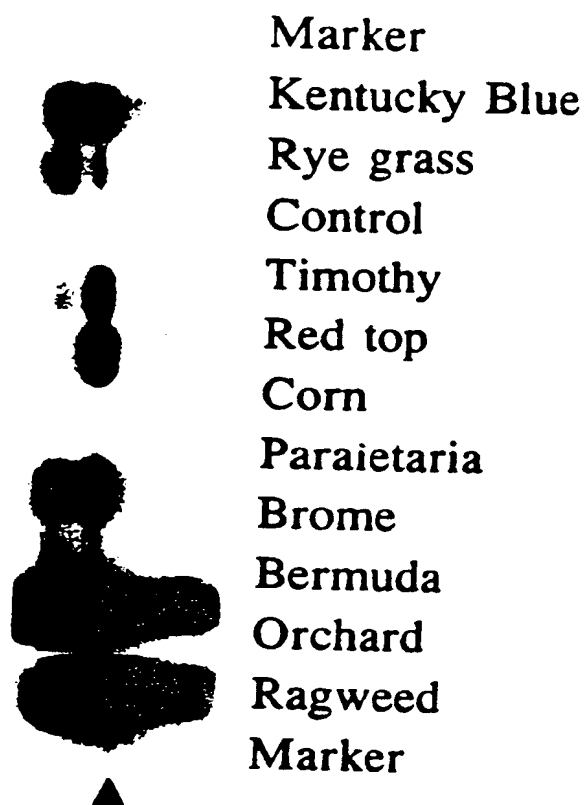 Marker
Kentucky Blue
Rye grass
Control
Timothy
Red top
Corn
Paraietaria
Brome
Bermuda
Orchard
Ragweed
Marker